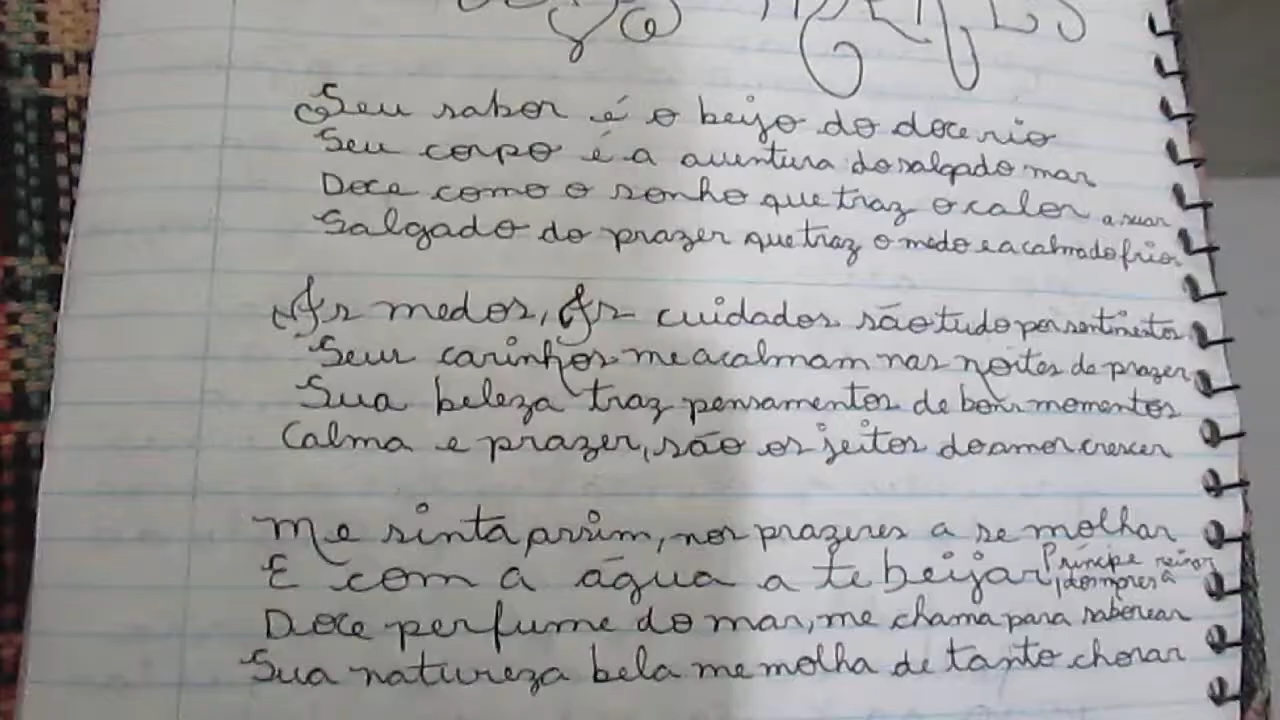 Seu sabor é o beijo do doce rio
Seu corpo é a aventura do salgado mar
Doce como o sonho que traz o calor a suar
Salgado do prazer que traz o medo e a calma do frio
Os medos, Os cuidados são tudo por sentimentos
Seus carinhos me acalmam nas noites de prazer
Sua beleza traz pensamentos de bons momentos
Calma e prazer, são os jeitos do amor crescer
Me sinta assim, nos prazeres a se molhar
E com a água a te beijar, Príncipe
Doce perfume do mar, me chama para saborear
Sua natureza bela me molha de tanto chorar